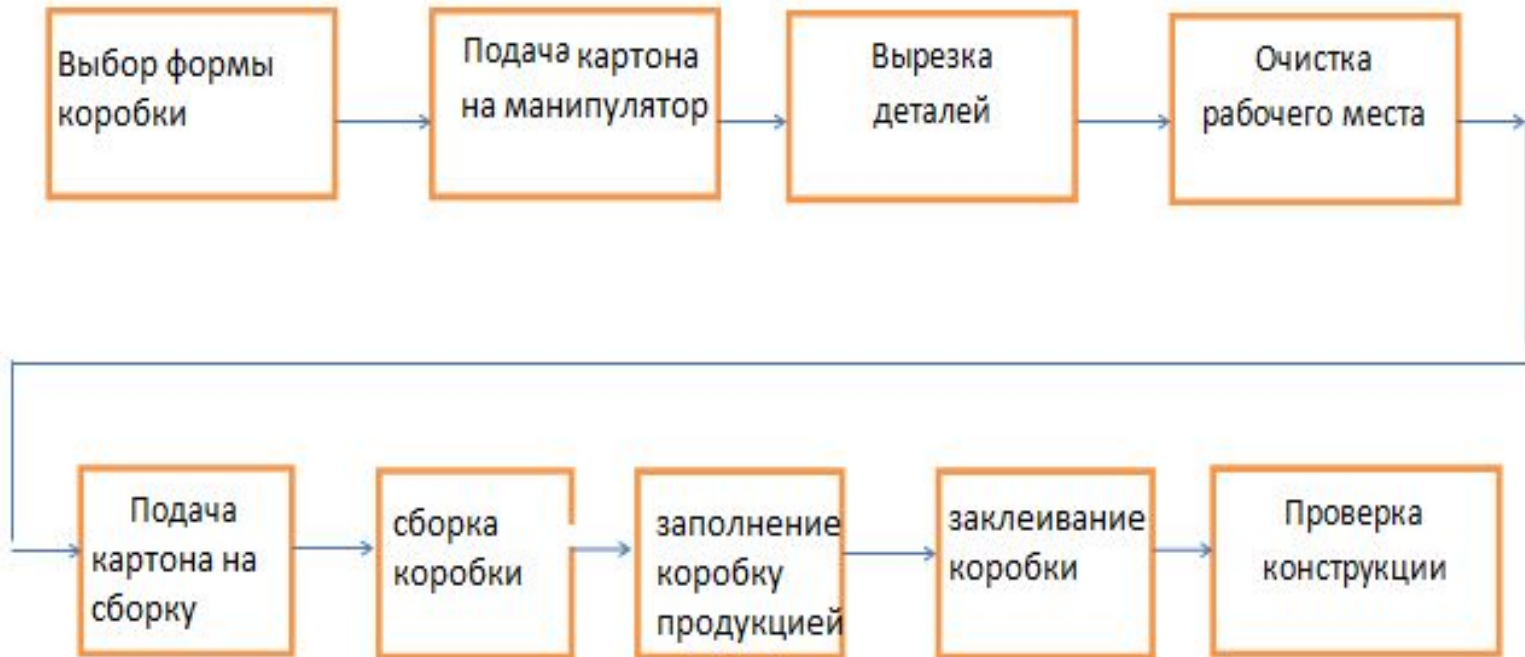 Выбор формы
коробки
Подача картона
на манипулятор
Вырезка
деталей
Очистка
рабочего места
Подача
картона на
сборку
сборка
коробки
заполнение
коробку
продукцией
заклеивание
коробки
Проверка
конструкции